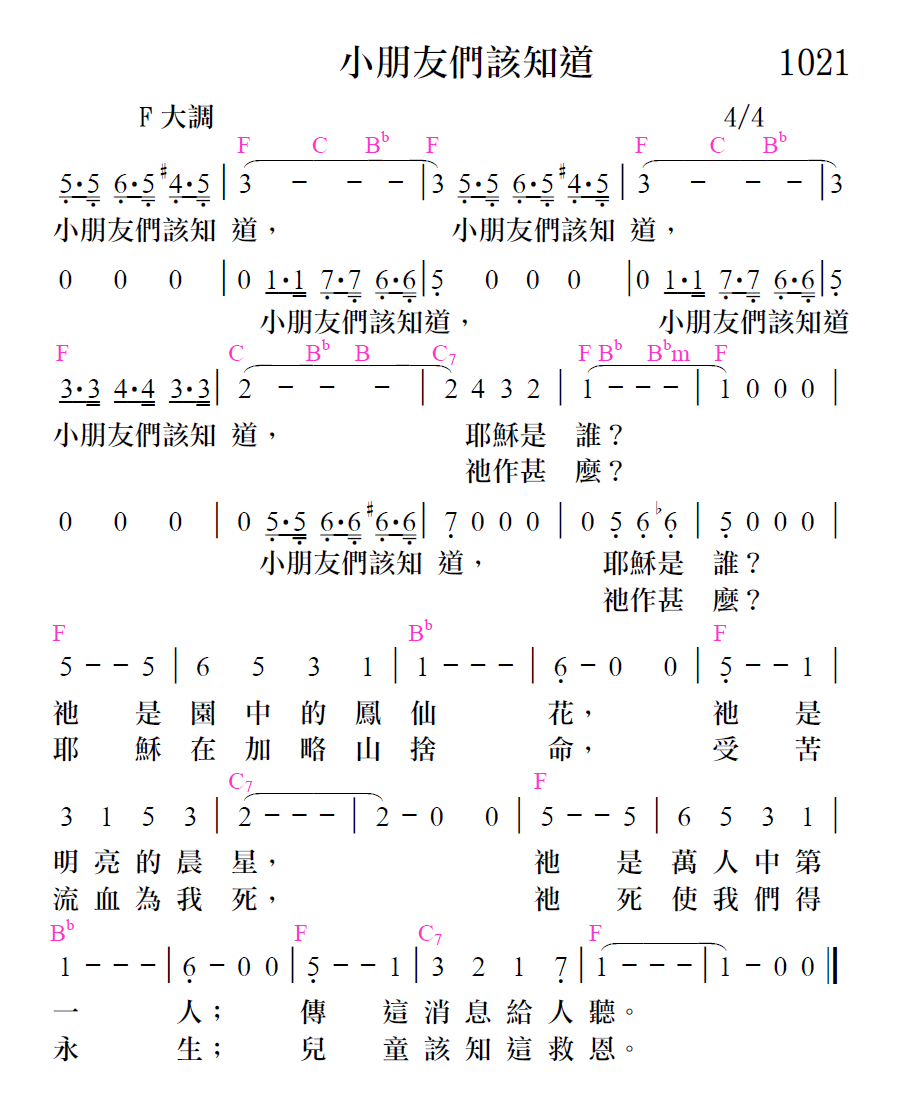 小朋友們該知道 1021
F 大調 4/4
F C B♭ F F C B♭
5·5 6·5 #4·5 | 3 － － － | 3 5·5 6·5 #4·5 | 3 － － － | 3
小朋友們該知 道， 小朋友們該知 道，
0 0 0 | 0 1·1 7·7 6·6 | 5 0 0 0 | 0 1·1 7·7 6·6 | 5
小朋友們該知道， 小朋友們該知道
F C B♭ B C7 F B♭ B♭m F
3·3 4·4 3·3 | 2 － － － | 2 4 3 2 | 1 － － － | 1 0 0 0 |
小朋友們該知 道， 耶穌是 誰？
祂作甚 麼？
0 0 0 | 0 5·5 6·6 #6·6 | 7 0 0 0 | 0 5 6 ♭6 | 5 0 0 0 |
小朋友們該知 道， 耶穌是 誰？
祂作甚 麼？
F B♭ F
5 － － 5 | 6 5 3 1 | 1 － － － | 6 － 0 0 | 5 － － 1
祂 是 園 中 的 鳳 仙 花， 祂 是
耶 穌 在 加 略 山 捨 命， 受 苦
C7 F
3 1 5 3 | 2 － － － | 2 － 0 0 | 5 － － 5 | 6 5 3 1 |
明 亮 的 晨 星， 祂 是 萬 人 中 第
流 血 為 我 死， 祂 死 使 我 們 得
B♭ F C7 F
1 － － － | 6 － 0 0 | 5 － － 1 | 3 2 1 7 | 1 － － － | 1 － 0 0 ‖
一 人； 傳 這 消 息 給 人 聽。
永 生； 兒 童 該 知 這 救 恩。